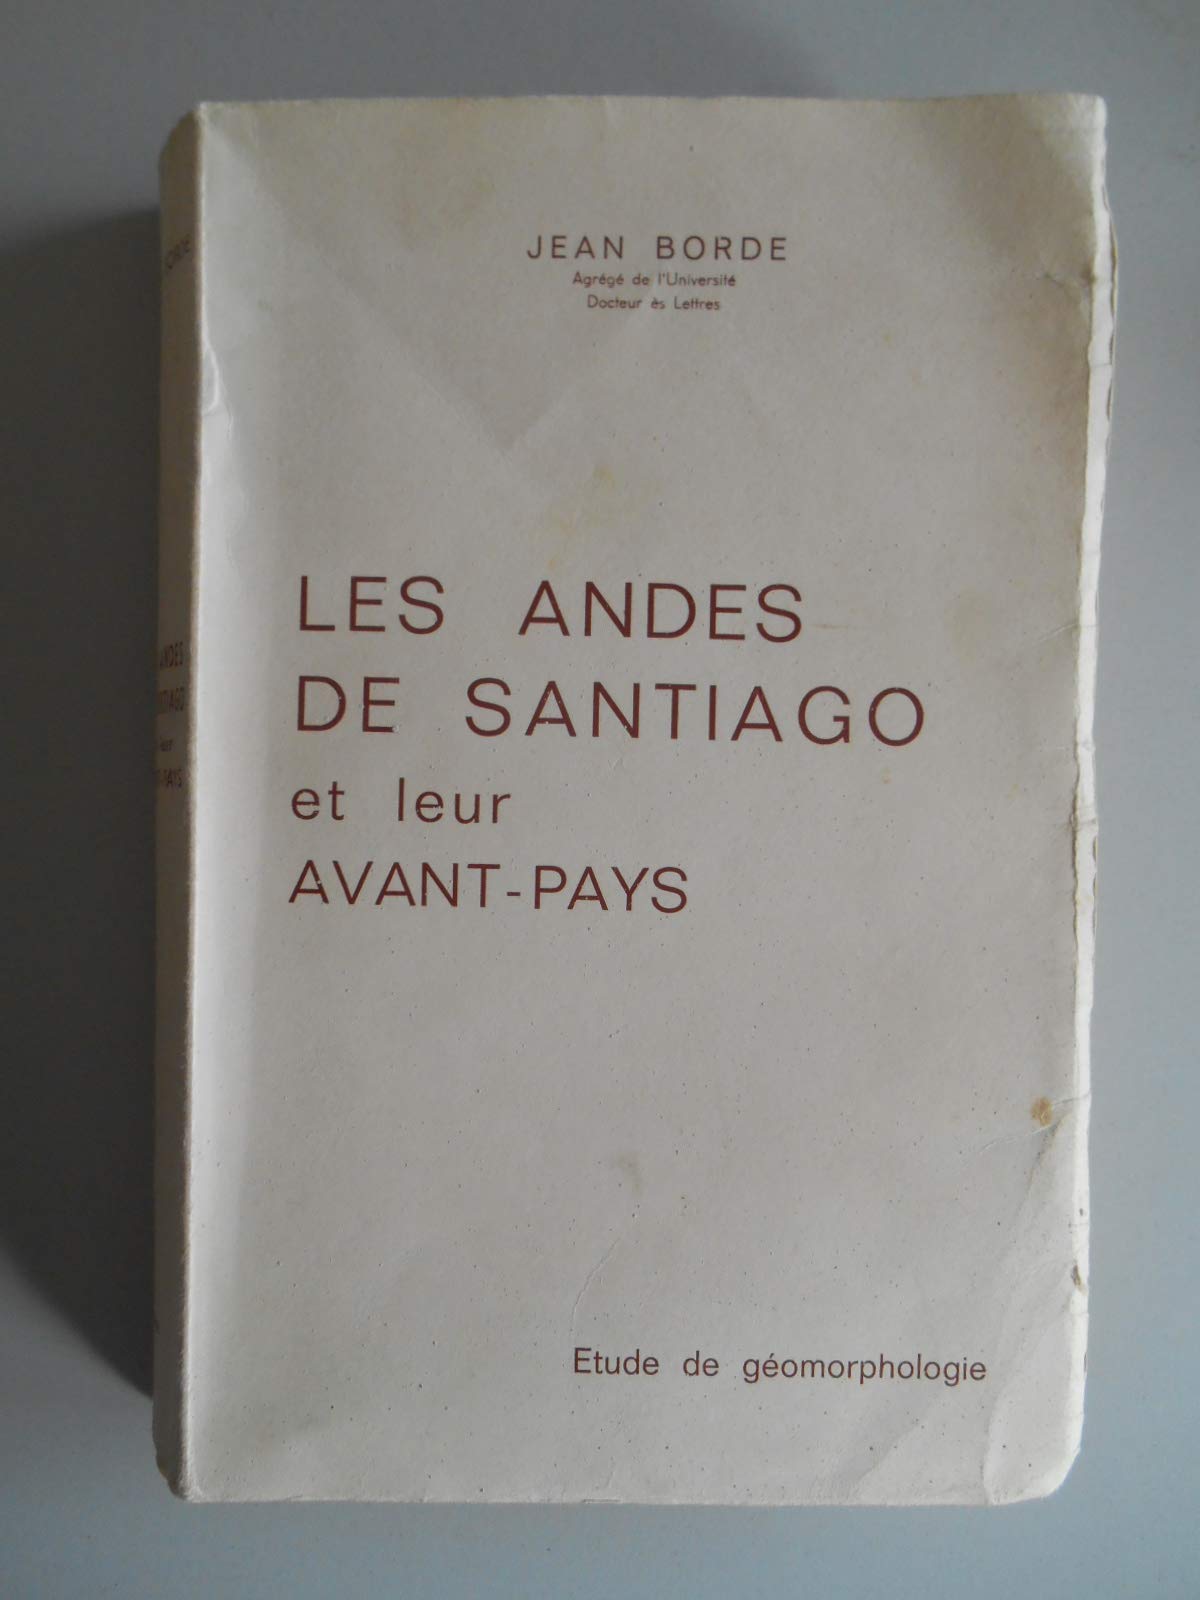 JEAN BORDE
Agrégé de l'Université
Docteur ès Lettres
LES ANDES
DE SANTIAGO
et leur
AVANT-PAYS
Etude de géomorphologie